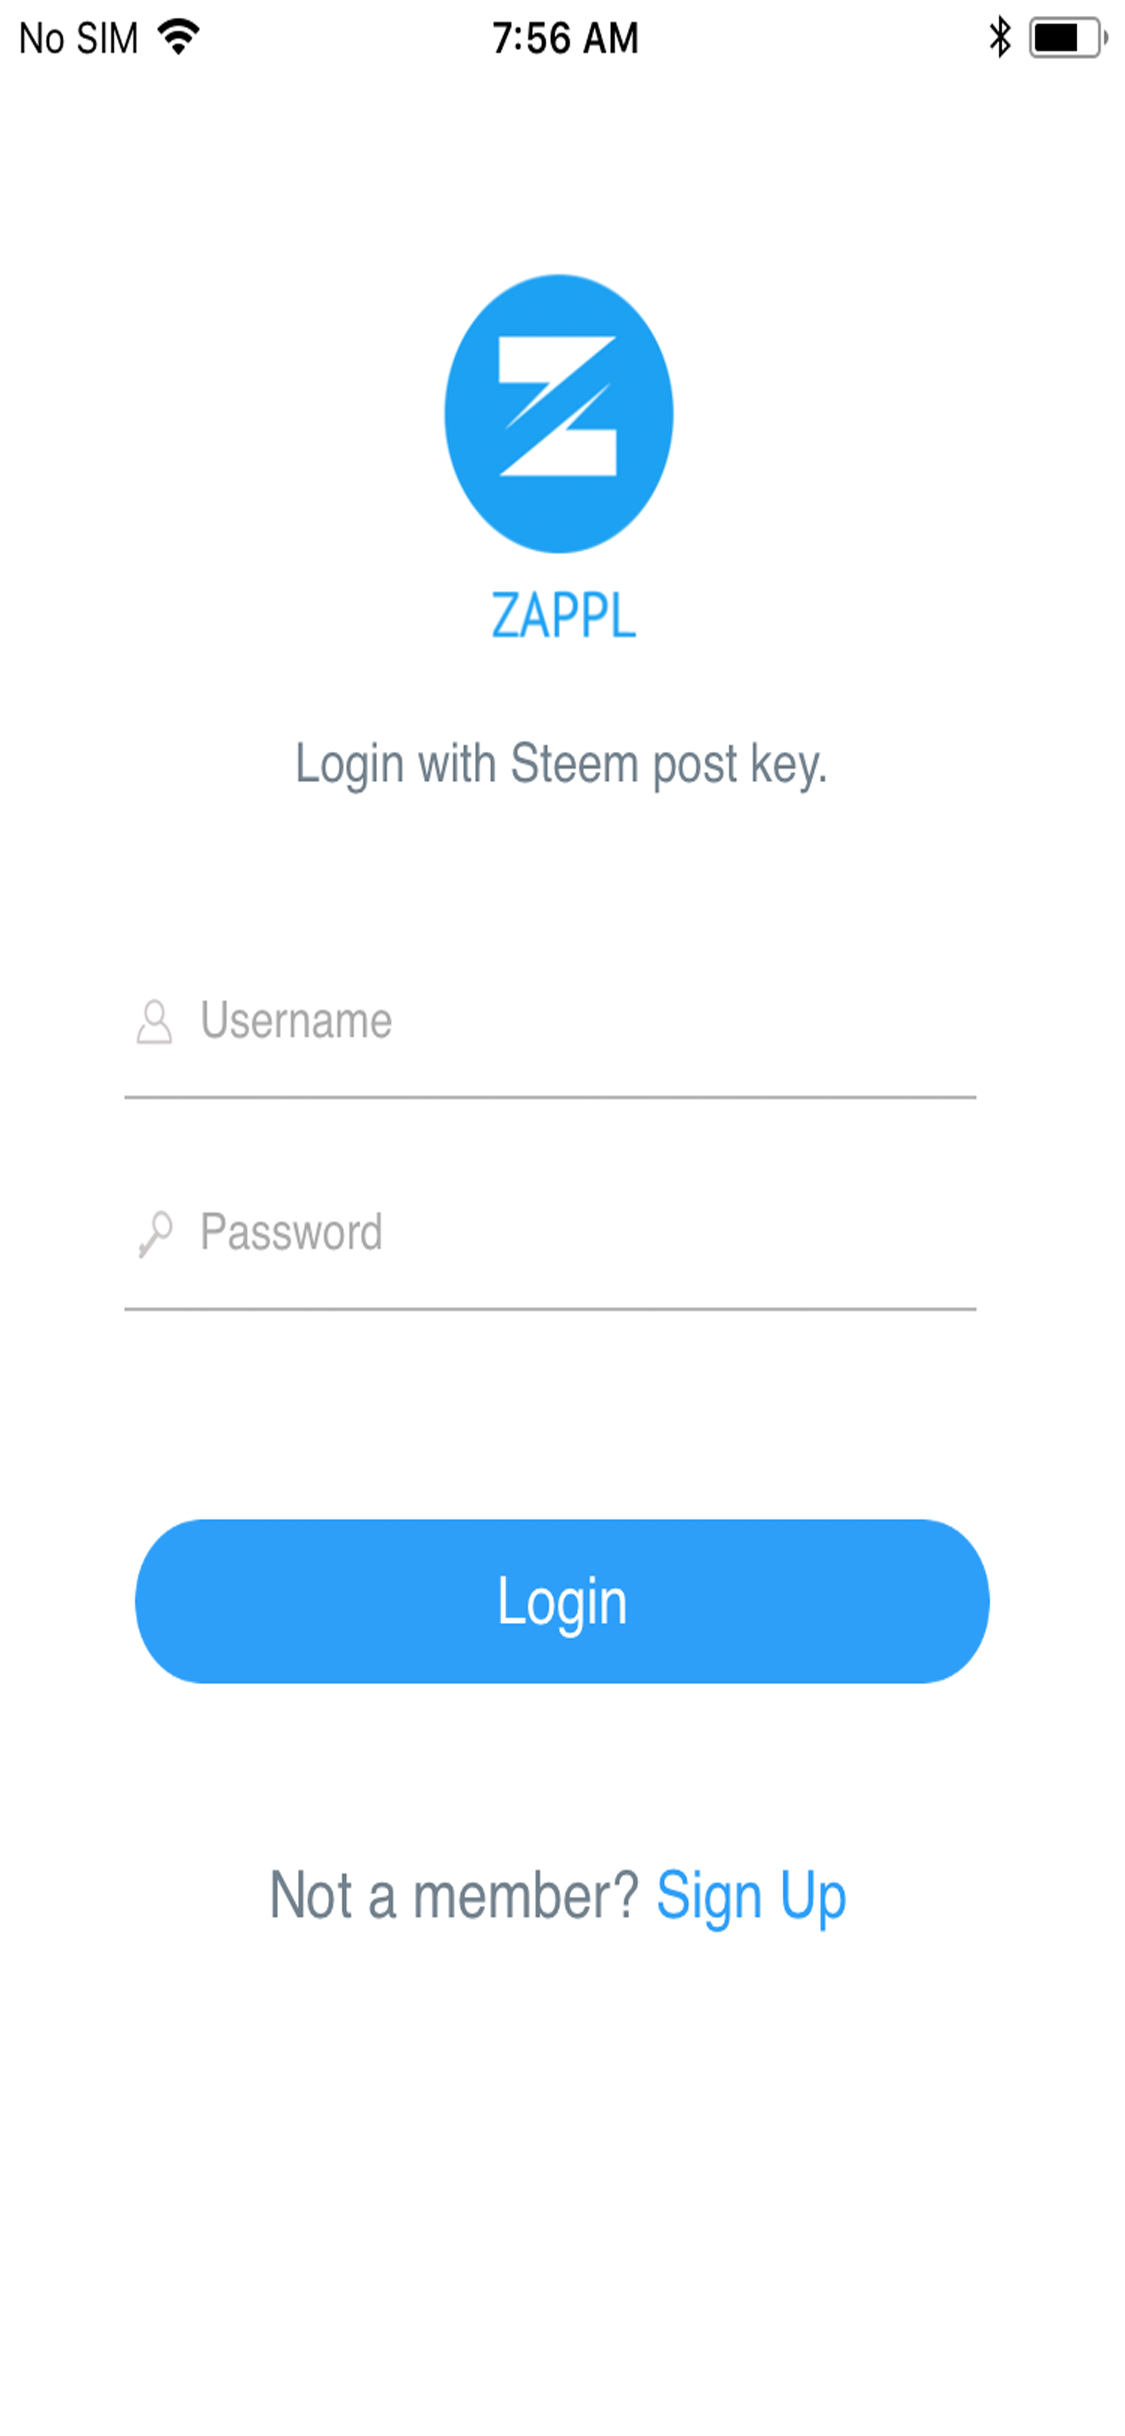 No SIM 7:56 AM
ZAPPL
Login with Steem post key.
Username
Password
Login
Not a member? Sign Up